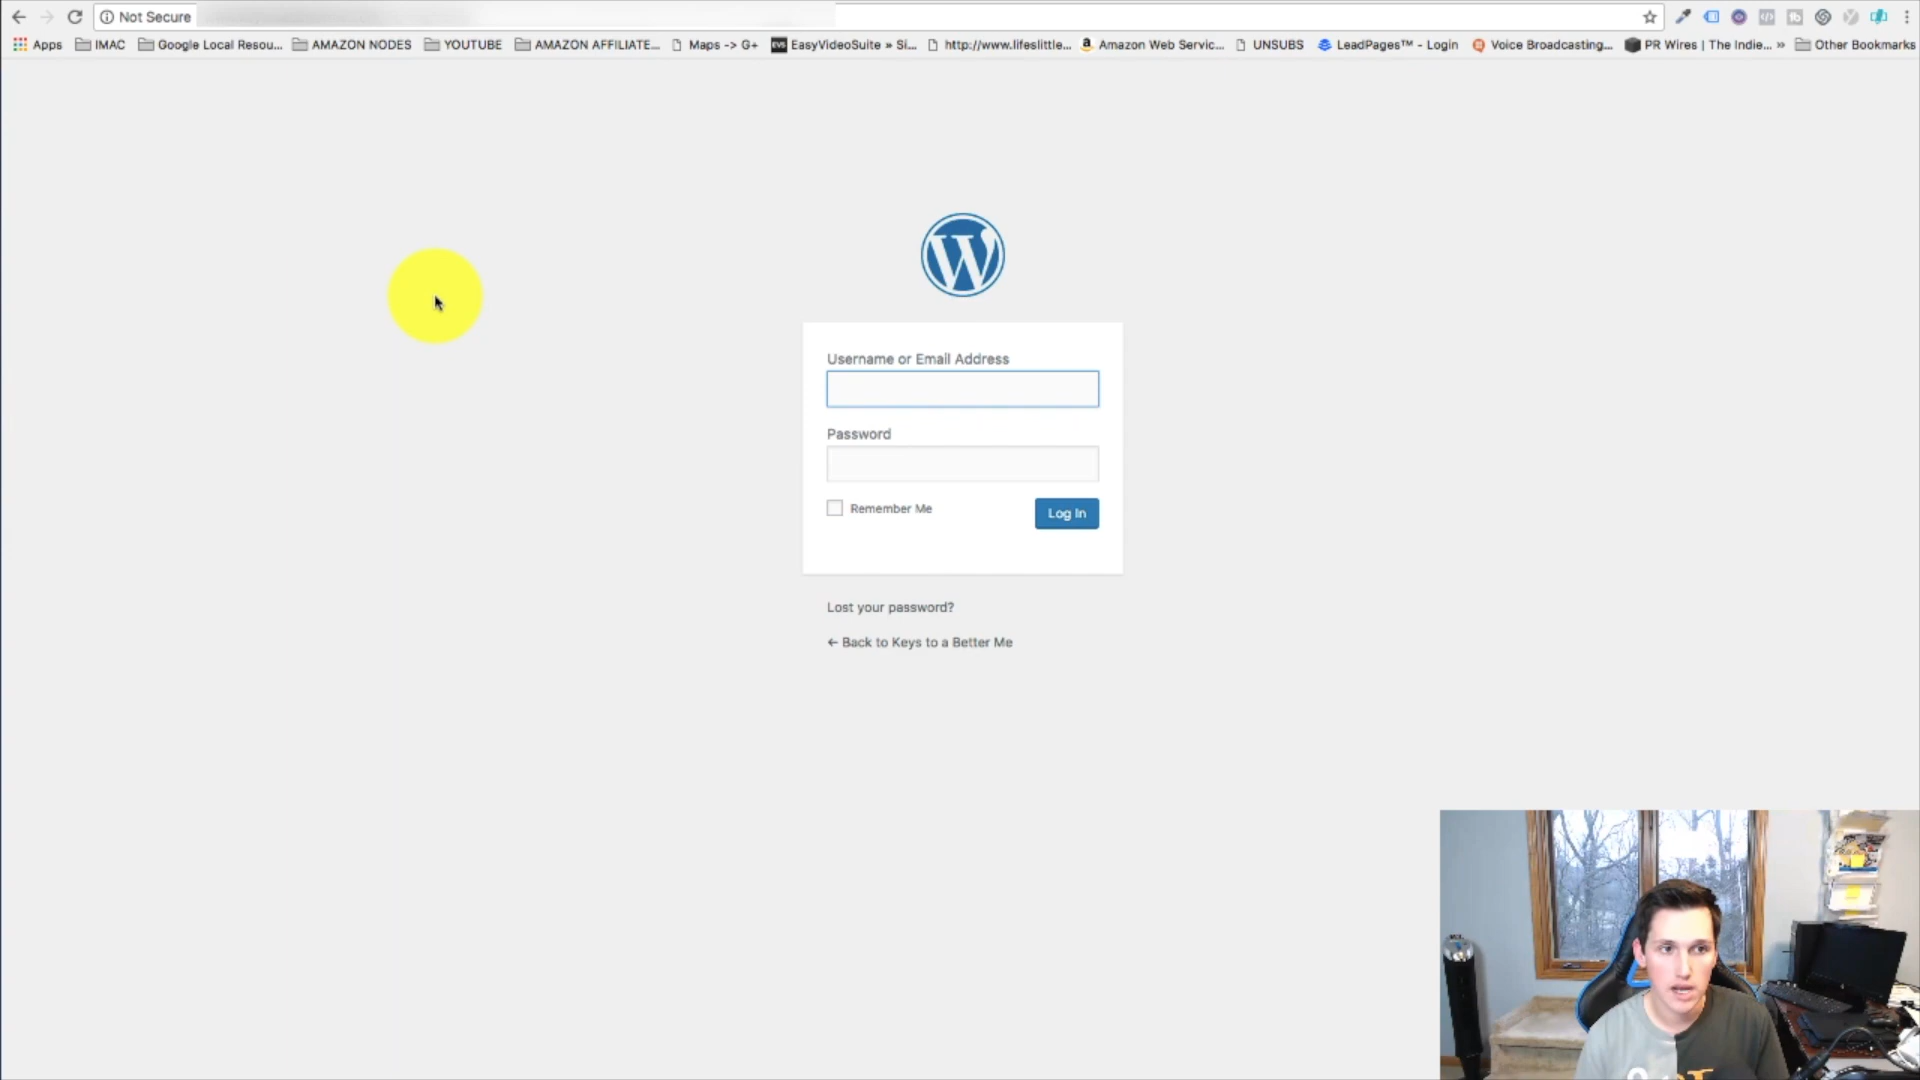 Not Secure
Apps IMAC Google Local Resou... AMAZON NODES YOUTUBE AMAZON AFFILIATE... Maps -> G+ EVS EasyVideoSuite » Si... http://www.lifeslittle... Amazon Web Servic... UNSUBS LeadPages™ - Login Voice Broadcasting... PR Wires | The Indie... » Other Bookmarks
Username or Email Address
Password
Remember Me
Log In
Lost your password?
← Back to Keys to a Better Me